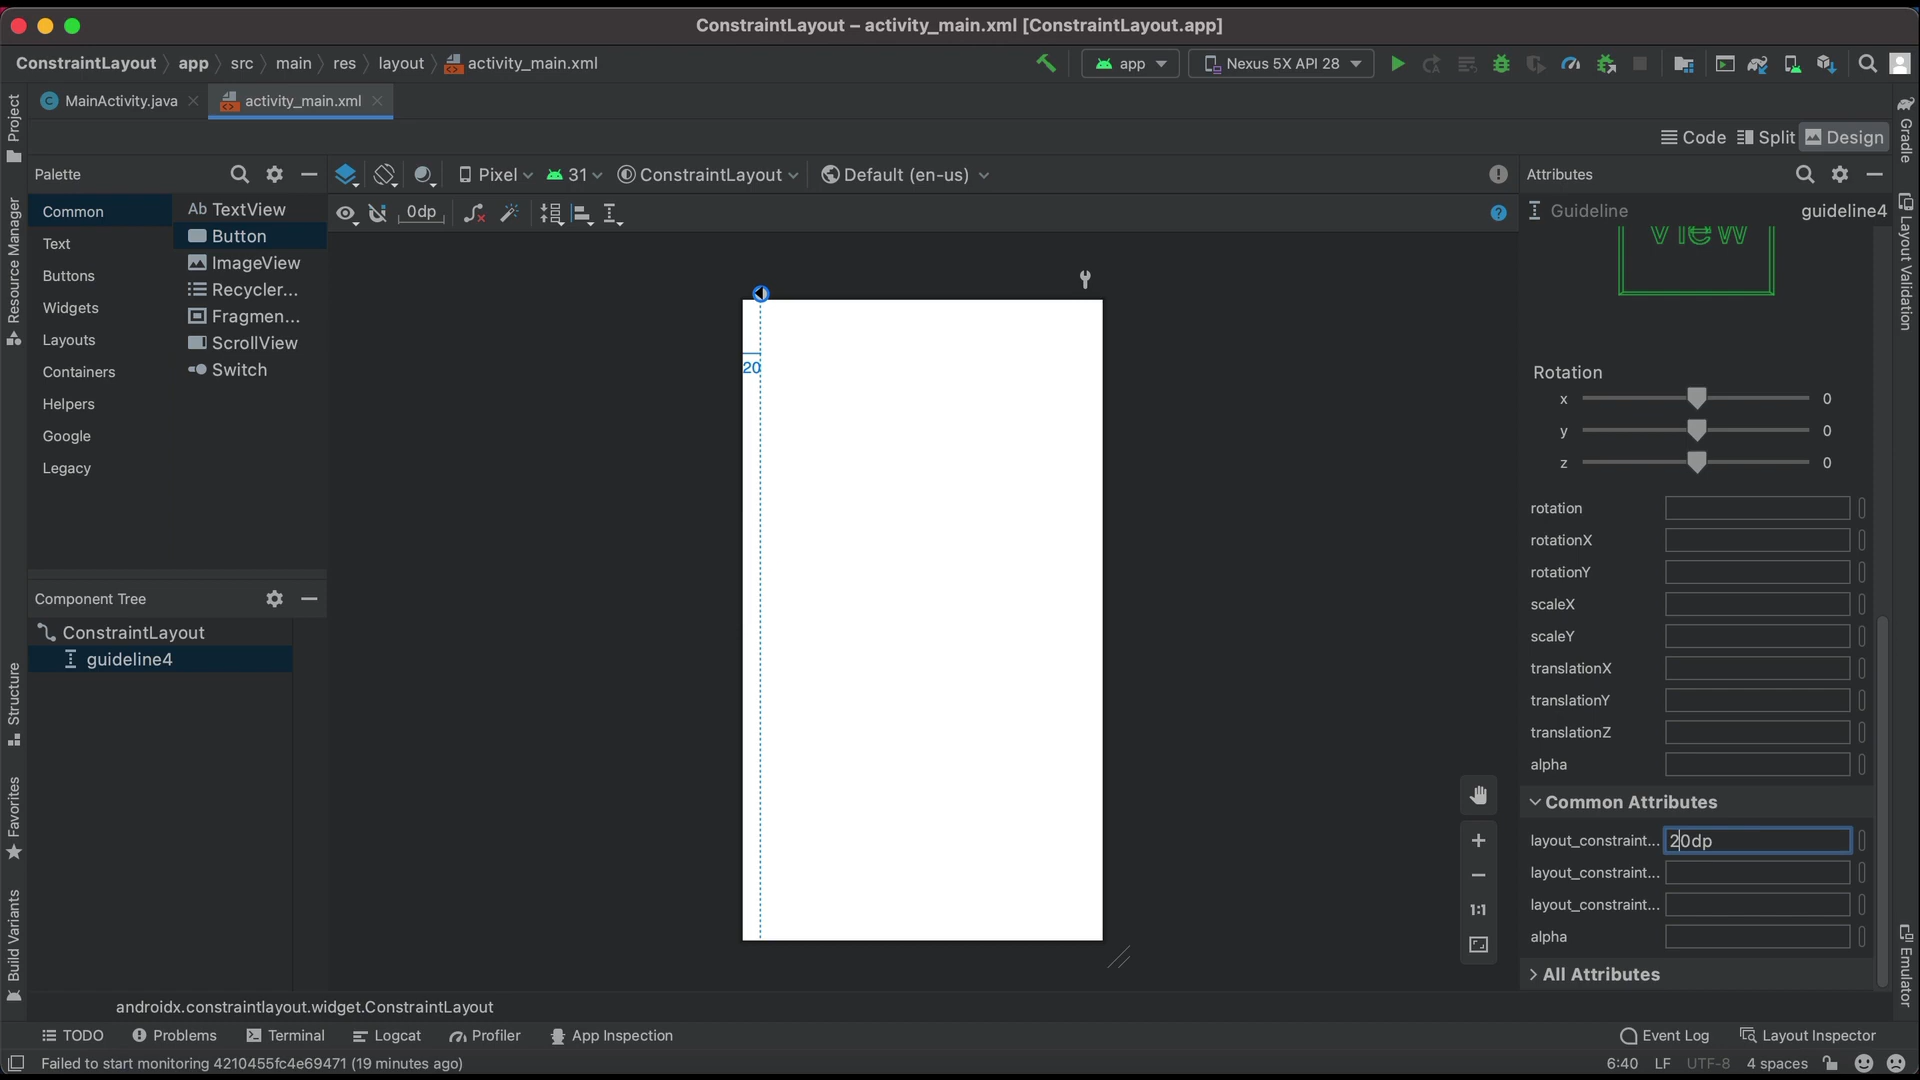 ConstraintLayout – activity_main.xml [ConstraintLayout.app]
ConstraintLayout app src main res layout activity_main.xml
app Nexus 5X API 28
MainActivity.java activity_main.xml
Code Split Design
Palette
Pixel 31 ConstraintLayout Default (en-us)
Attributes
0dp
Guideline guideline4
Common
Text
Buttons
Widgets
Layouts
Containers
Helpers
Google
Legacy
Ab TextView
Button
ImageView
Recycler...
Fragmen...
ScrollView
Switch
Component Tree
ConstraintLayout
guideline4
20
View
Rotation
x 0
y 0
z 0
rotation
rotationX
rotationY
scaleX
scaleY
translationX
translationY
translationZ
alpha
Common Attributes
layout_constraint... 20dp
layout_constraint...
layout_constraint...
alpha
All Attributes
1:1
Project
Resource Manager
Structure
Favorites
Build Variants
Gradle
Layout Validation
Emulator
androidx.constraintlayout.widget.ConstraintLayout
TODO Problems Terminal Logcat Profiler App Inspection Event Log Layout Inspector
Failed to start monitoring 4210455fc4e69471 (19 minutes ago) 6:40 LF UTF-8 4 spaces